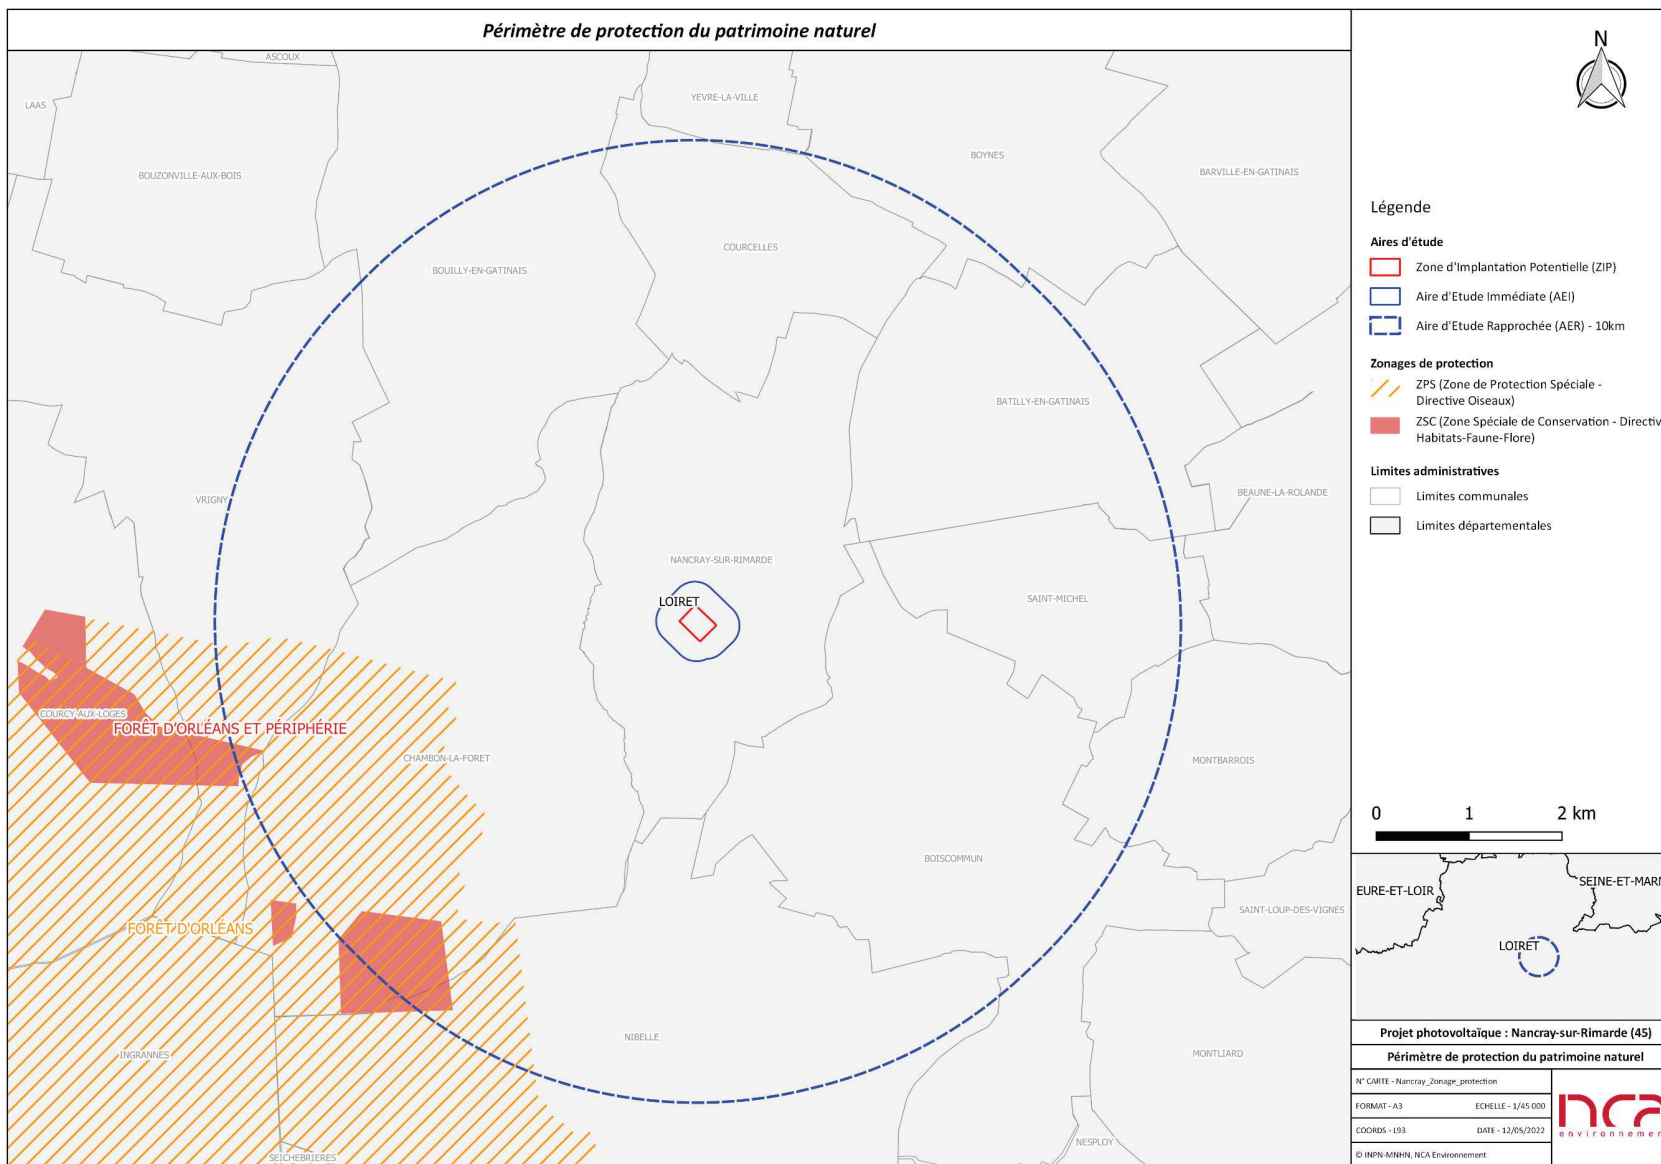 Périmètre de protection du patrimoine naturel
ASCOUX
LAAS
YEVRE-LA-VILLE
BOYNES
BARVILLE-EN-GATINAIS
BOUZONVILLE-AUX-BOIS
COURCELLES
BOUILLY-EN-GATINAIS
BATILLY-EN-GATINAIS
BEAUNE-LA-ROLANDE
VRIGNY
NANCRAY-SUR-RIMARDE
LOIRET
SAINT-MICHEL
COURCY-AUX-LOGES
FORÊT D'ORLÉANS ET PÉRIPHÉRIE
CHAMBON-LA-FORET
MONTBARROIS
BOISCOMMUN
SAINT-LOUP-DES-VIGNES
FORÊT D'ORLÉANS
NIBELLE
INGRANNES
MONTLIARD
NESPLOY
SEICHEBRIERES
N
Légende
Aires d'étude
Zone d'Implantation Potentielle (ZIP)
Aire d'Etude Immédiate (AEI)
Aire d'Etude Rapprochée (AER) - 10km
Zonages de protection
ZPS (Zone de Protection Spéciale -
Directive Oiseaux)
ZSC (Zone Spéciale de Conservation - Directiv
Habitats-Faune-Flore)
Limites administratives
Limites communales
Limites départementales
0 1 2 km
EURE-ET-LOIR
SEINE-ET-MARN
LOIRET
Projet photovoltaïque : Nancray-sur-Rimarde (45)
Périmètre de protection du patrimoine naturel
N° CARTE - Nancray_Zonage_protection
FORMAT - A3 ECHELLE - 1/45 000
COORDS - L93 DATE - 12/05/2022
© INPN-MNHN, NCA Environnement
nca
environnemen